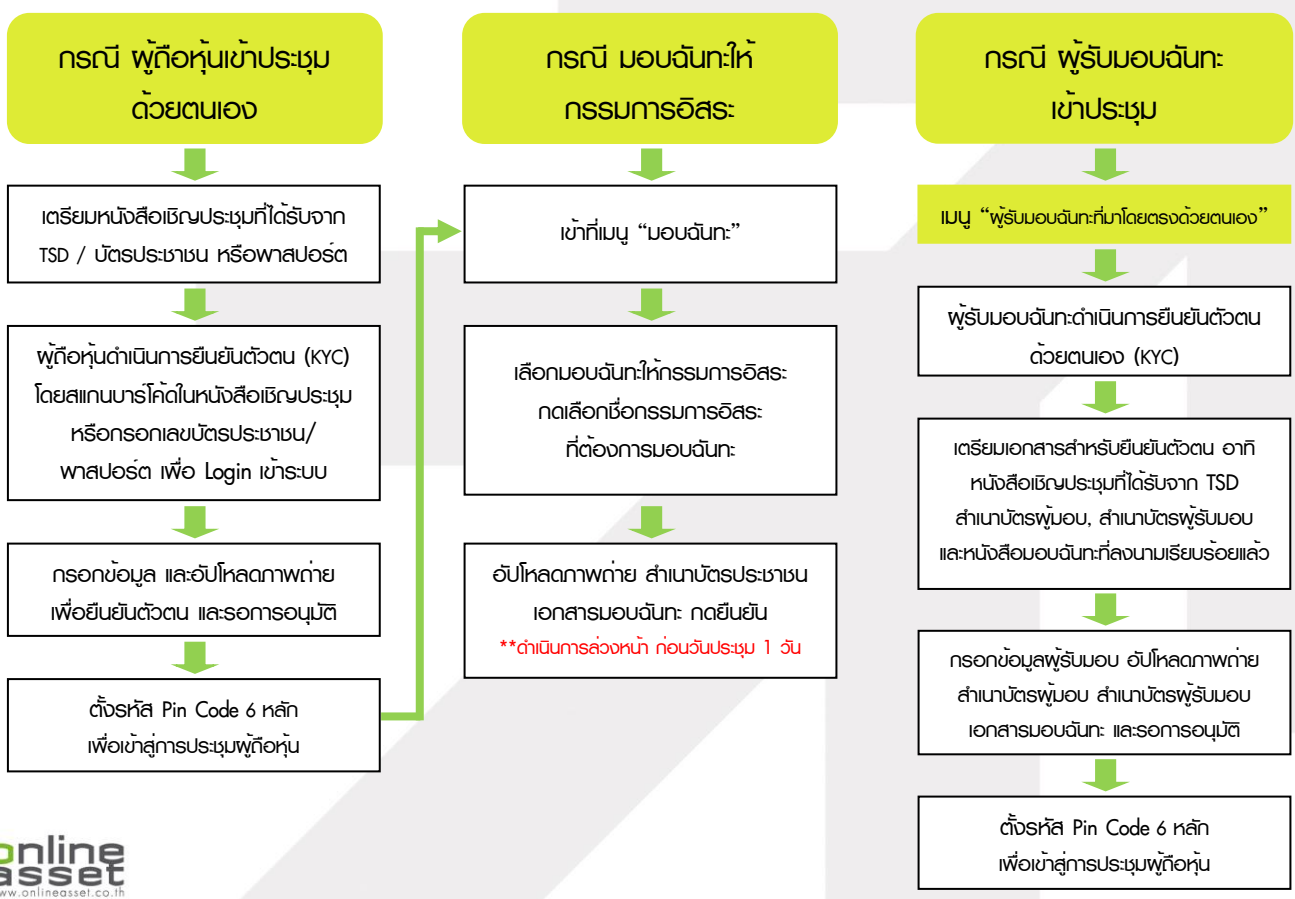 กรณี ผู้ถือหุ้นเข้าประชุม
ด้วยตนเอง
เตรียมหนังสือเชิญประชุมที่ได้รับจาก
TSD / บัตรประชาชน หรือพาสปอร์ต
ผู้ถือหุ้นดำเนินการยืนยันตัวตน (KYC)
โดยสแกนบาร์โค้ดในหนังสือเชิญประชุม
หรือกรอกเลขบัตรประชาชน/
พาสปอร์ต เพื่อ Login เข้าระบบ
กรอกข้อมูล และอัปโหลดภาพถ่าย
เพื่อยืนยันตัวตน และรอการอนุมัติ
ตั้งรหัส Pin Code 6 หลัก
เพื่อเข้าสู่การประชุมผู้ถือหุ้น
กรณี มอบฉันทะให้
กรรมการอิสระ
เข้าที่เมนู “มอบฉันทะ”
เลือกมอบฉันทะให้กรรมการอิสระ
กดเลือกชื่อกรรมการอิสระ
ที่ต้องการมอบฉันทะ
อัปโหลดภาพถ่าย สำเนาบัตรประชาชน
เอกสารมอบฉันทะ กดยืนยัน
**ดำเนินการล่วงหน้า ก่อนวันประชุม 1 วัน
กรณี ผู้รับมอบฉันทะ
เข้าประชุม
เมนู “ผู้รับมอบฉันทะที่มาโดยตรงด้วยตนเอง”
ผู้รับมอบฉันทะดำเนินการยืนยันตัวตน
ด้วยตนเอง (KYC)
เตรียมเอกสารสำหรับยืนยันตัวตน อาทิ
หนังสือเชิญประชุมที่ได้รับจาก TSD
สำเนาบัตรผู้มอบ, สำเนาบัตรผู้รับมอบ
และหนังสือมอบฉันทะที่ลงนามเรียบร้อยแล้ว
กรอกข้อมูลผู้รับมอบ อัปโหลดภาพถ่าย
สำเนาบัตรผู้มอบ สำเนาบัตรผู้รับมอบ
เอกสารมอบฉันทะ และรอการอนุมัติ
ตั้งรหัส Pin Code 6 หลัก
เพื่อเข้าสู่การประชุมผู้ถือหุ้น
online
asset
www.onlineasset.co.th